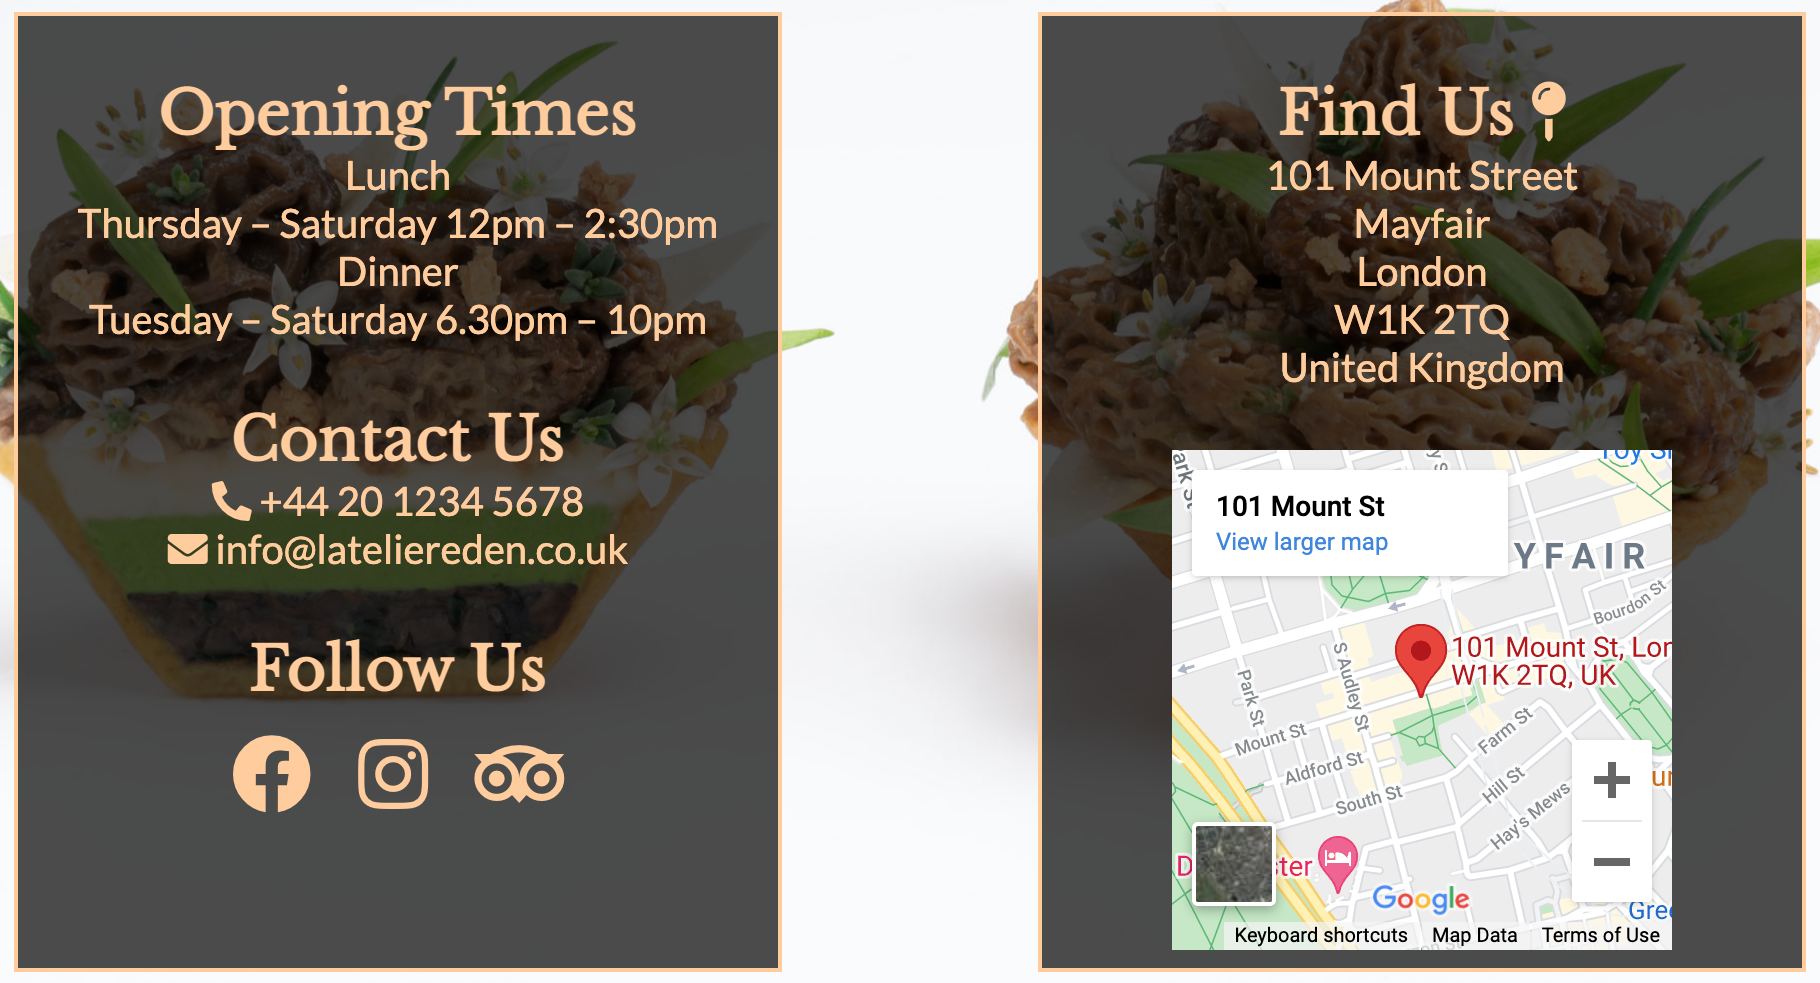 Opening Times
Lunch
Thursday – Saturday 12pm – 2:30pm
Dinner
Tuesday – Saturday 6.30pm – 10pm
Contact Us
+44 20 1234 5678
info@lateliereden.co.uk
Follow Us
Find Us
101 Mount Street
Mayfair
London
W1K 2TQ
United Kingdom
101 Mount St
View larger map
YFAIR
Bourdon St
101 Mount St, Lon
W1K 2TQ, UK
S Audley St
Park St
Mount St
Farm St
Aldford St
South St
Hill St
Hay's Mews
Google
Keyboard shortcuts Map Data Terms of Use